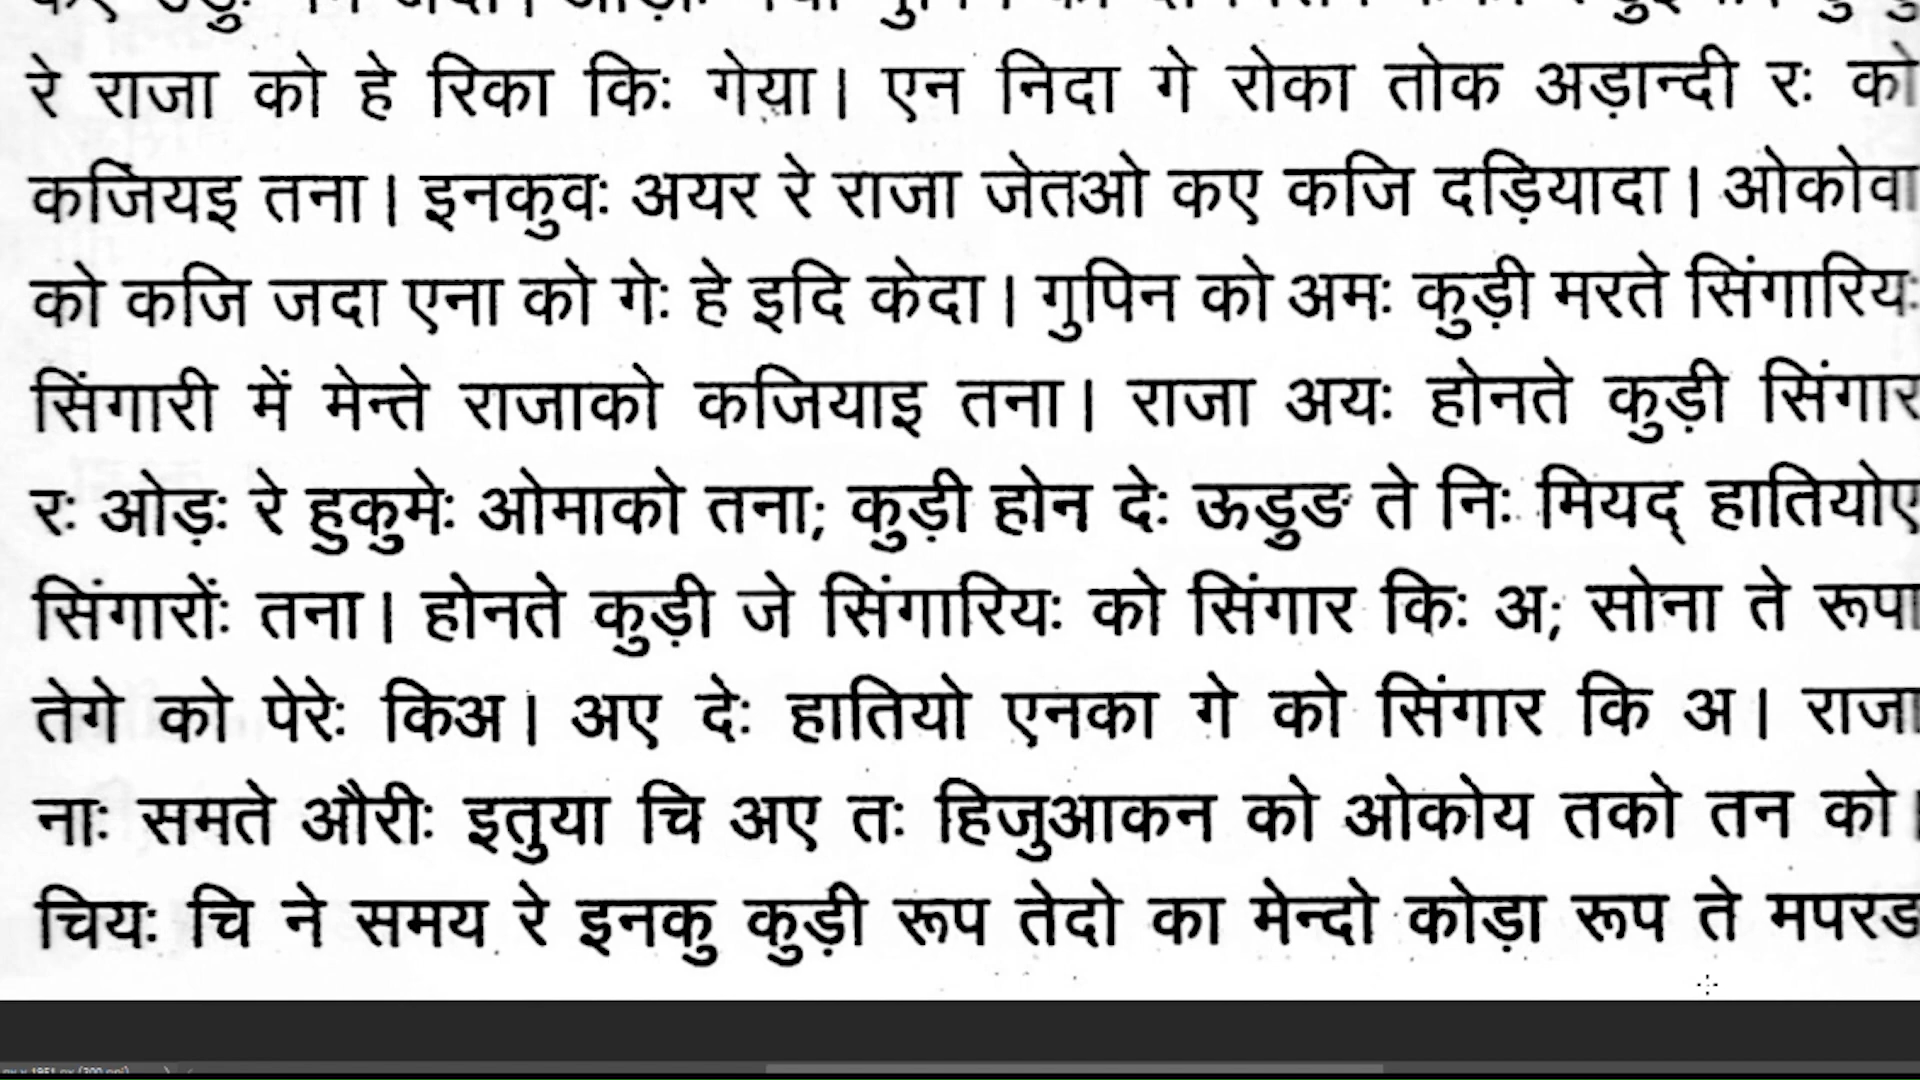 रे राजा को हे रिका किः गेया। एन निदा गे रोका तोक अड़ान्दी रः को
कजियइ तना। इनकुवः अयर रे राजा जेतओ कए कजि दड़ियादा। ओकोवा
को कजि जदा एना को गेः हे इदि केदा। गुपिन को अमः कुड़ी मरते सिंगारियः
सिंगारी में मेन्ते राजाको कजियाइ तना। राजा अयः होनते कुड़ी सिंगार
रः ओड़ः रे हुकुमेः ओमाको तना; कुड़ी होन देः ऊडुङ ते निः मियद् हातियोए
सिंगारोंः तना। होनते कुड़ी जे सिंगारियः को सिंगार किः अ; सोना ते रूपा
तेगे को पेरेः किअ। अए देः हातियो एनका गे को सिंगार कि अ। राजा
नाः समते औरीः इतुया चि अए तः हिजुआकन को ओकोय तको तन को।
चियः चि ने समय रे इनकु कुड़ी रूप तेदो का मेन्दो कोड़ा रूप ते मपरड